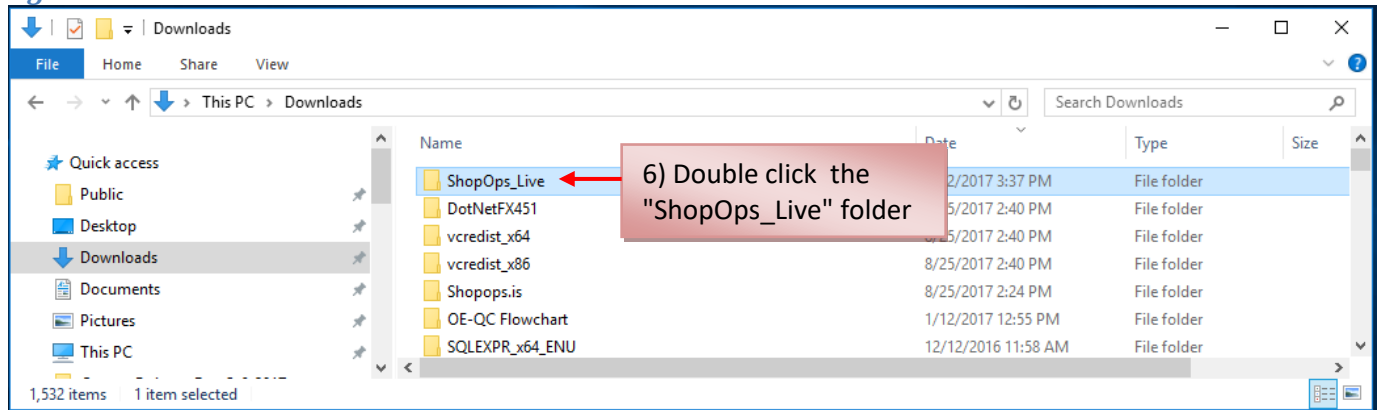 Downloads
File Home Share View
This PC > Downloads
Search Downloads
Name Date Type Size
Quick access
Public
Desktop
Downloads
Documents
Pictures
This PC
ShopOps_Live 2/2017 3:37 PM File folder
DotNetFX451 5/2017 2:40 PM File folder
vcredist_x64 8/25/2017 2:40 PM File folder
vcredist_x86 8/25/2017 2:40 PM File folder
Shopops.is 8/25/2017 2:24 PM File folder
OE-QC Flowchart 1/12/2017 12:55 PM File folder
SQLEXPR_x64_ENU 12/12/2016 11:58 AM File folder
6) Double click the
"ShopOps_Live" folder
1,532 items 1 item selected